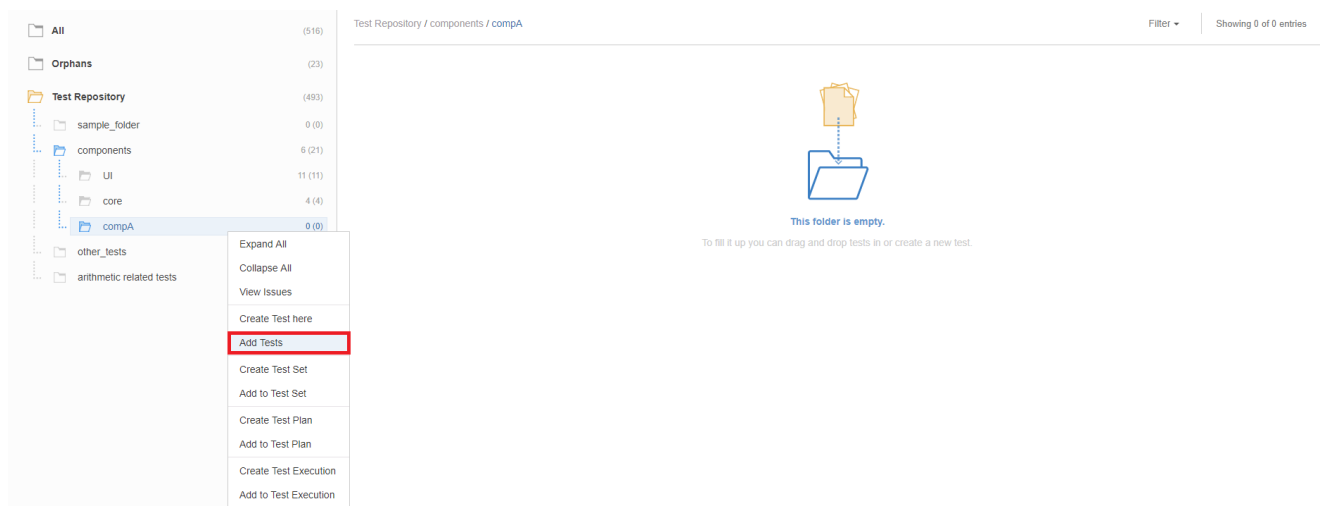 All (516)
Orphans (23)
Test Repository (493)
sample_folder 0 (0)
components 6 (21)
UI 11 (11)
core 4 (4)
compA 0 (0)
other_tests
arithmetic related tests
Expand All
Collapse All
View Issues
Create Test here
Add Tests
Create Test Set
Add to Test Set
Create Test Plan
Add to Test Plan
Create Test Execution
Add to Test Execution
Test Repository / components / compA
Filter
Showing 0 of 0 entries
This folder is empty.
To fill it up you can drag and drop tests in or create a new test.